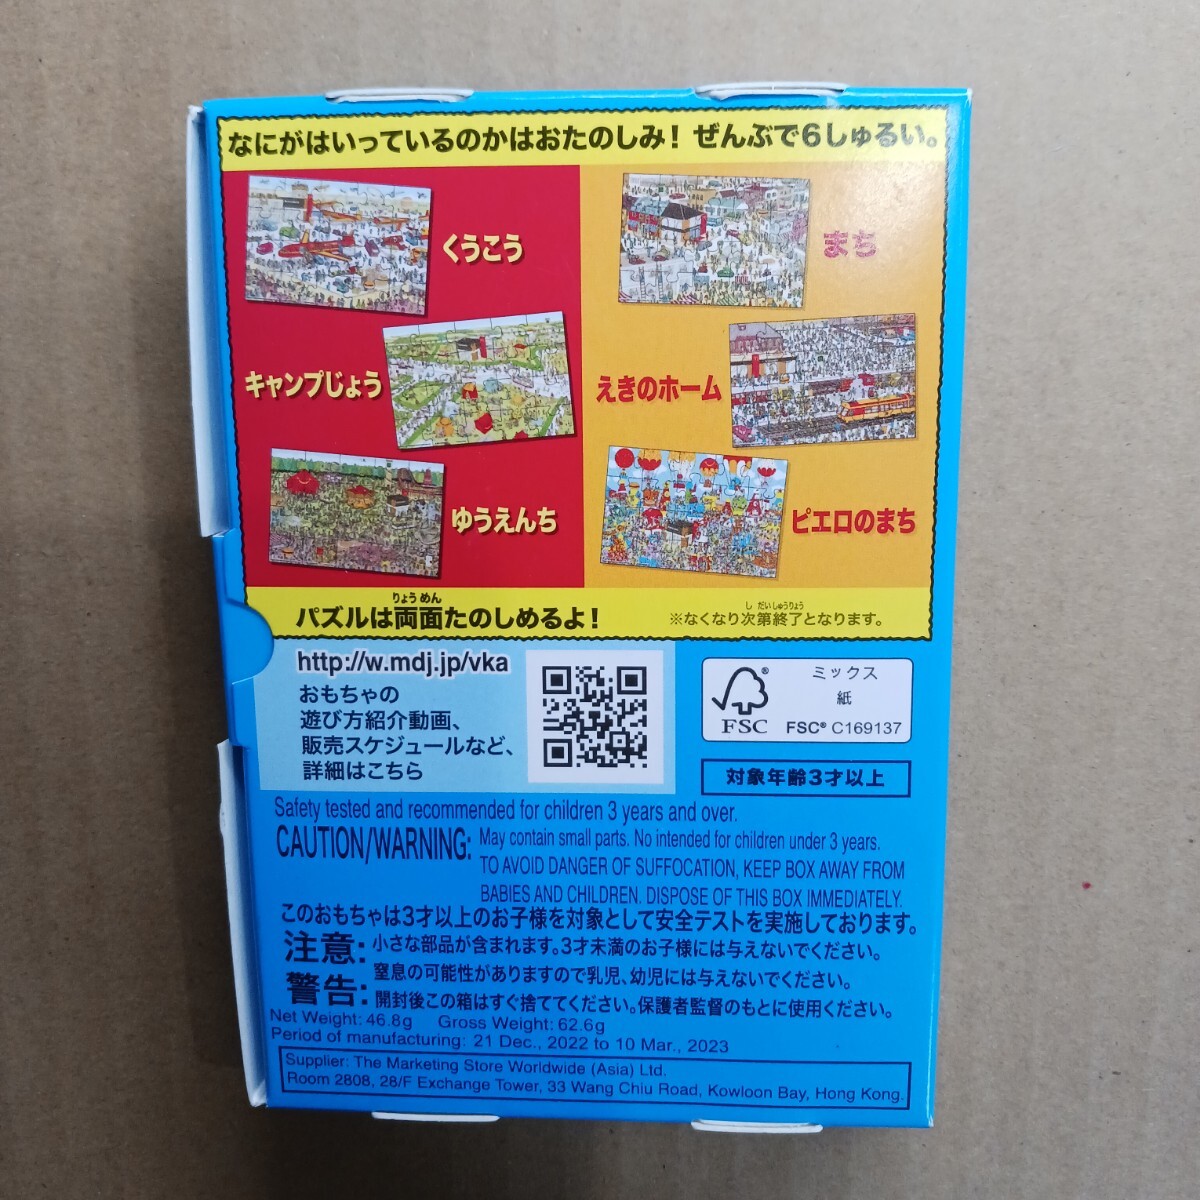 なにがはいっているのかはおたのしみ！ぜんぶで6しゅるい。
くうこう
まち
キャンプじょう
えきのホーム
ゆうえんち
ピエロのまち
りょうめん
パズルは両面たのしめるよ！
しだいしゅうりょう
※なくなり次第終了となります。
http://w.mdj.jp/vka
おもちゃの
遊び方紹介動画、
販売スケジュールなど、
詳細はこちら
FSC®
ミックス
紙
FSC® C169137
対象年齢3才以上
Safety tested and recommended for children 3 years and over.
CAUTION/WARNING: May contain small parts. No intended for children under 3 years.
TO AVOID DANGER OF SUFFOCATION, KEEP BOX AWAY FROM
BABIES AND CHILDREN. DISPOSE OF THIS BOX IMMEDIATELY.
このおもちゃは3才以上のお子様を対象として安全テストを実施しております。
注意: 小さな部品が含まれます。3才未満のお子様には与えないでください。
警告: 窒息の可能性がありますので乳児、幼児には与えないでください。
開封後この箱はすぐ捨ててください。保護者監督のもとに使用ください。
Net Weight: 46.8g Gross Weight: 62.6g
Period of manufacturing: 21 Dec., 2022 to 10 Mar., 2023
Supplier: The Marketing Store Worldwide (Asia) Ltd.
Room 2808, 28/F Exchange Tower, 33 Wang Chiu Road, Kowloon Bay, Hong Kong.